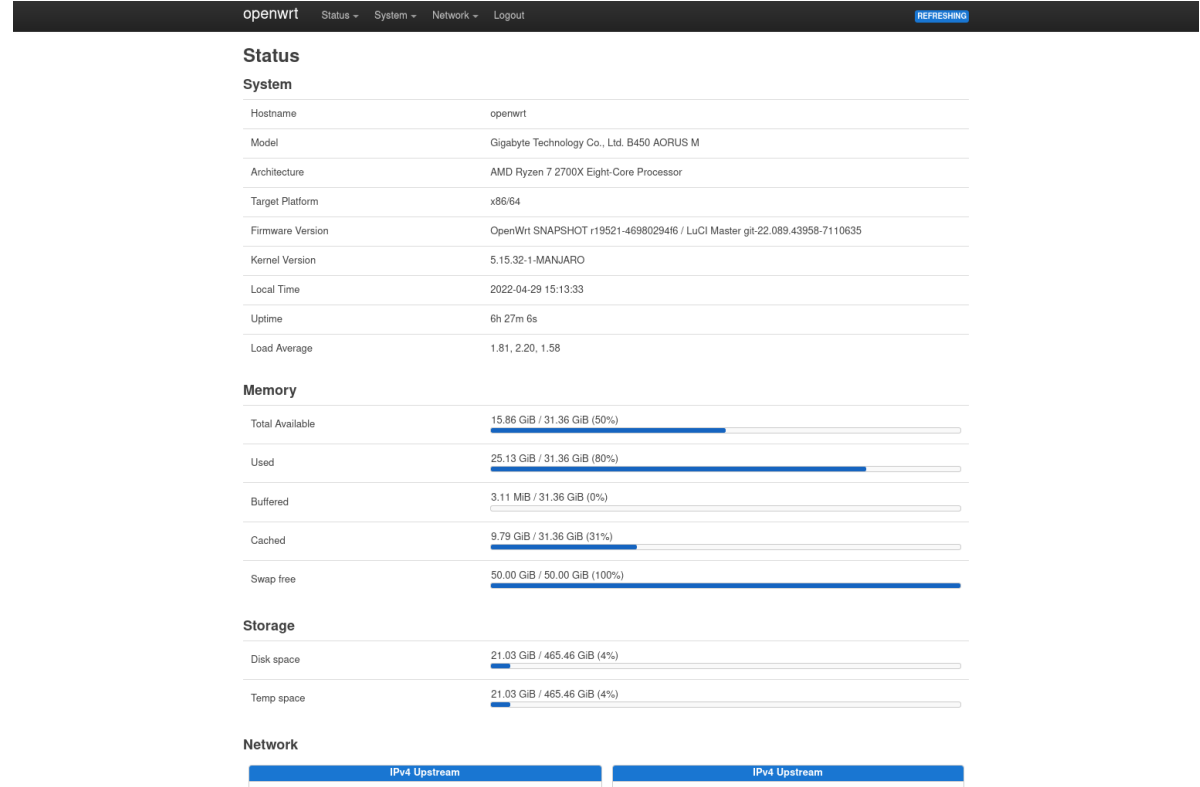 openwrt Status System Network Logout REFRESHING
Status
System
Hostname openwrt
Model Gigabyte Technology Co., Ltd. B450 AORUS M
Architecture AMD Ryzen 7 2700X Eight-Core Processor
Target Platform x86/64
Firmware Version OpenWrt SNAPSHOT r19521-46980294f6 / LuCI Master git-22.089.43958-7110635
Kernel Version 5.15.32-1-MANJARO
Local Time 2022-04-29 15:13:33
Uptime 6h 27m 6s
Load Average 1.81, 2.20, 1.58
Memory
Total Available 15.86 GiB / 31.36 GiB (50%)
Used 25.13 GiB / 31.36 GiB (80%)
Buffered 3.11 MiB / 31.36 GiB (0%)
Cached 9.79 GiB / 31.36 GiB (31%)
Swap free 50.00 GiB / 50.00 GiB (100%)
Storage
Disk space 21.03 GiB / 465.46 GiB (4%)
Temp space 21.03 GiB / 465.46 GiB (4%)
Network
IPv4 Upstream IPv4 Upstream